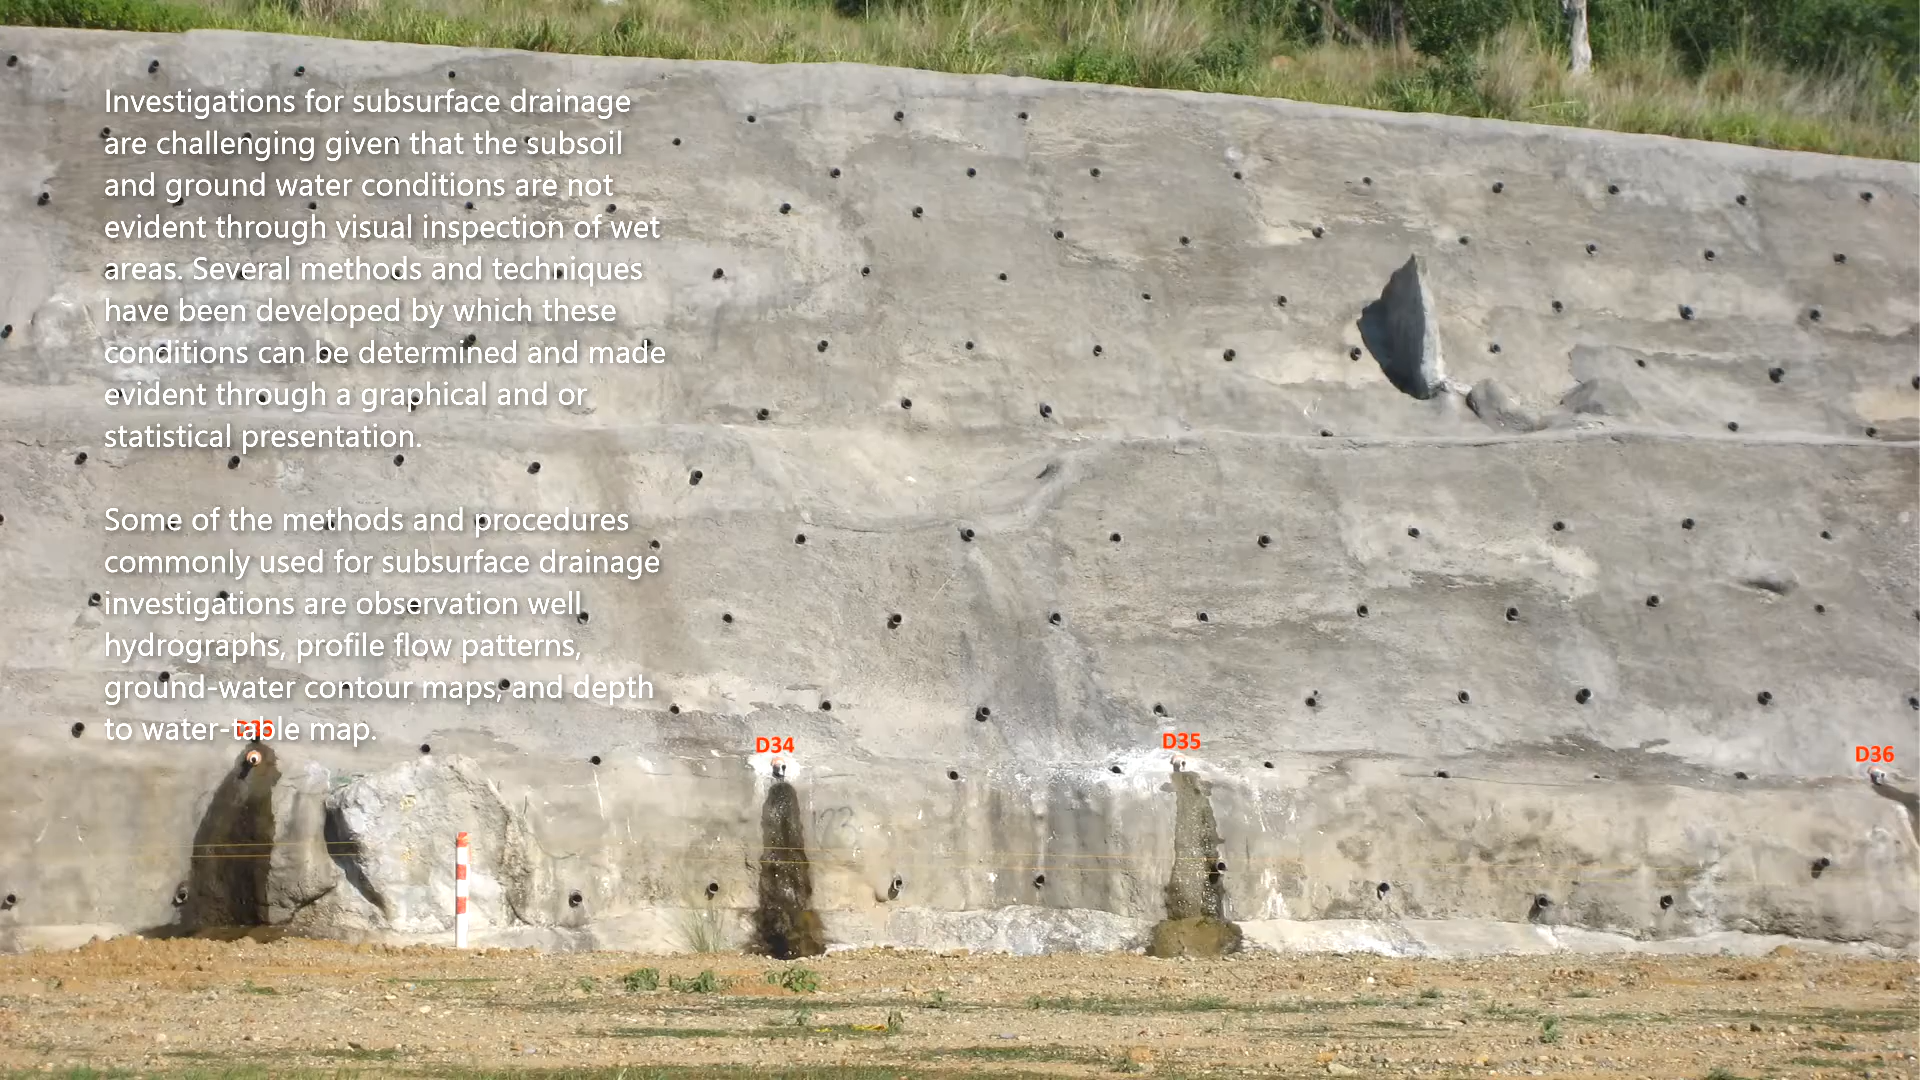 Investigations for subsurface drainage
are challenging given that the subsoil
and ground water conditions are not
evident through visual inspection of wet
areas. Several methods and techniques
have been developed by which these
conditions can be determined and made
evident through a graphical and or
statistical presentation.
Some of the methods and procedures
commonly used for subsurface drainage
investigations are observation well
hydrographs, profile flow patterns,
ground-water contour maps, and depth
to water-table map.
D34
D35
D36